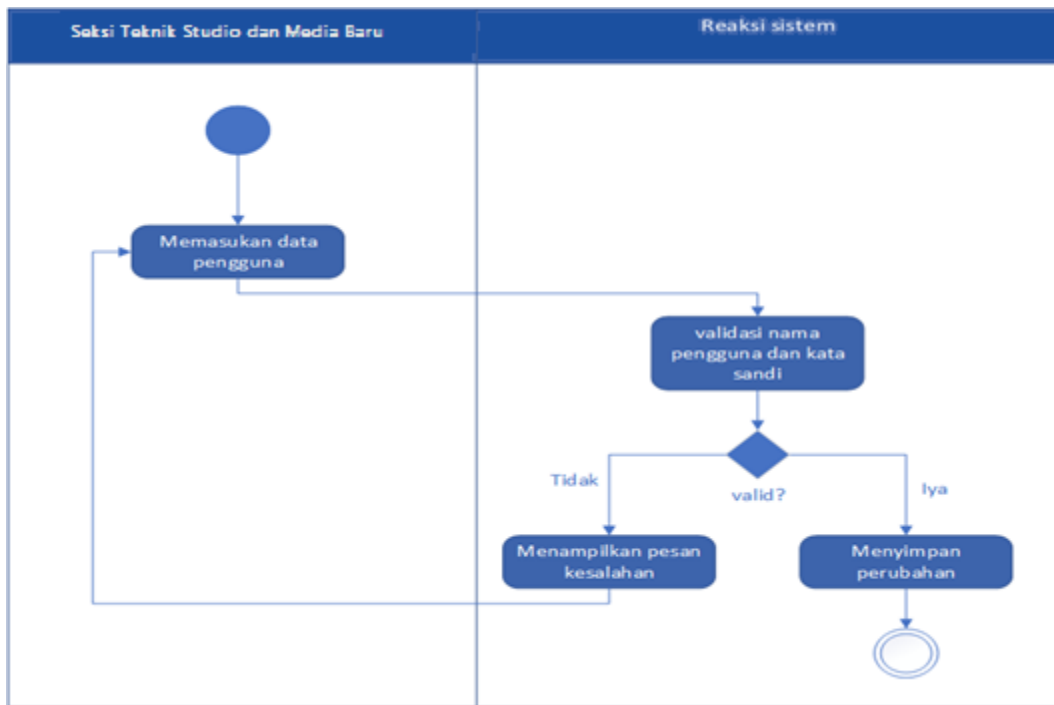 Seksi Teknik Studio dan Media Baru
Reaksi sistem
Memasukan data
pengguna
validasi nama
pengguna dan kata
sandi
Tidak
valid?
Iya
Menampilkan pesan
kesalahan
Menyimpan
perubahan